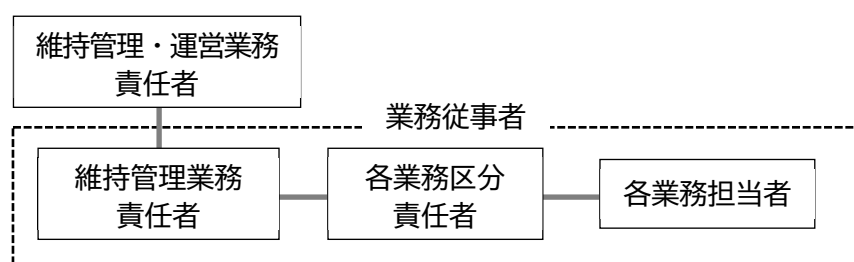 維持管理・運営業務
責任者
業務従事者
維持管理業務
責任者
各業務区分
責任者
各業務担当者